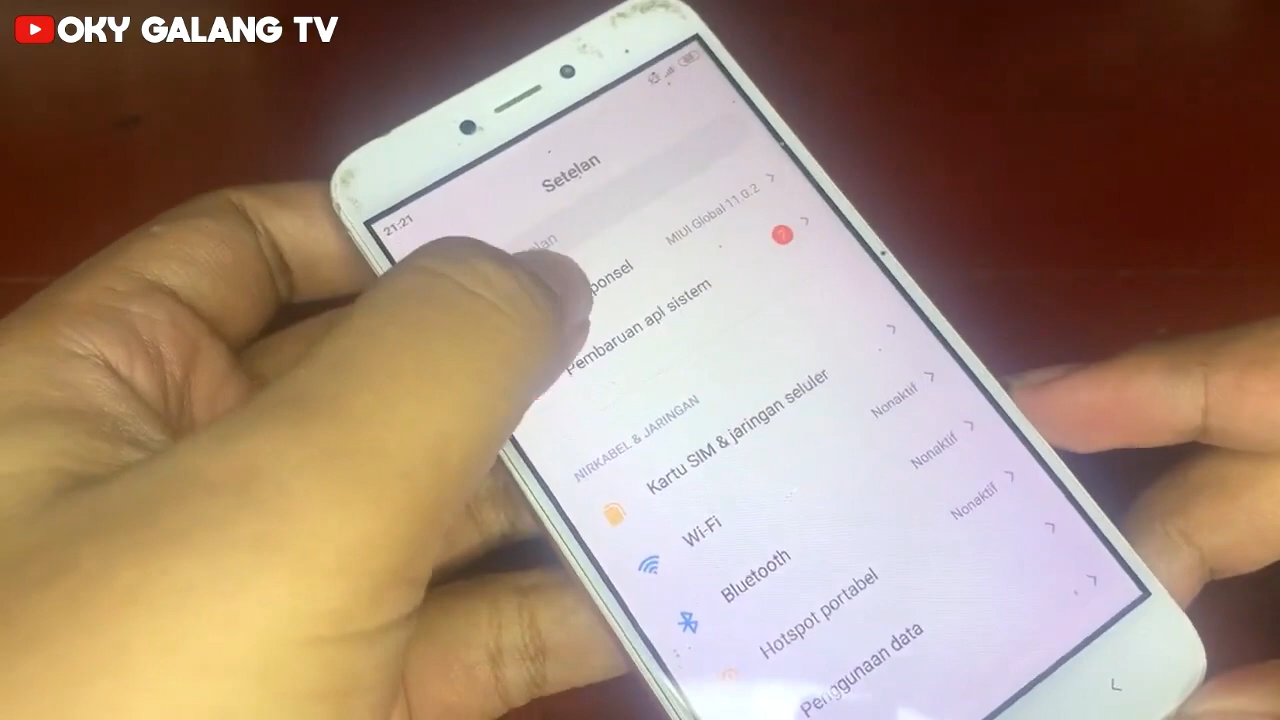 OKY GALANG TV
21:21
Setelan
ponsel
MIUI Global 11.0.2
Pembaruan apl sistem
7
NIRKABEL & JARINGAN
Kartu SIM & jaringan seluler
Wi-Fi
Nonaktif
Bluetooth
Nonaktif
Hotspot portabel
Nonaktif
Penggunaan data